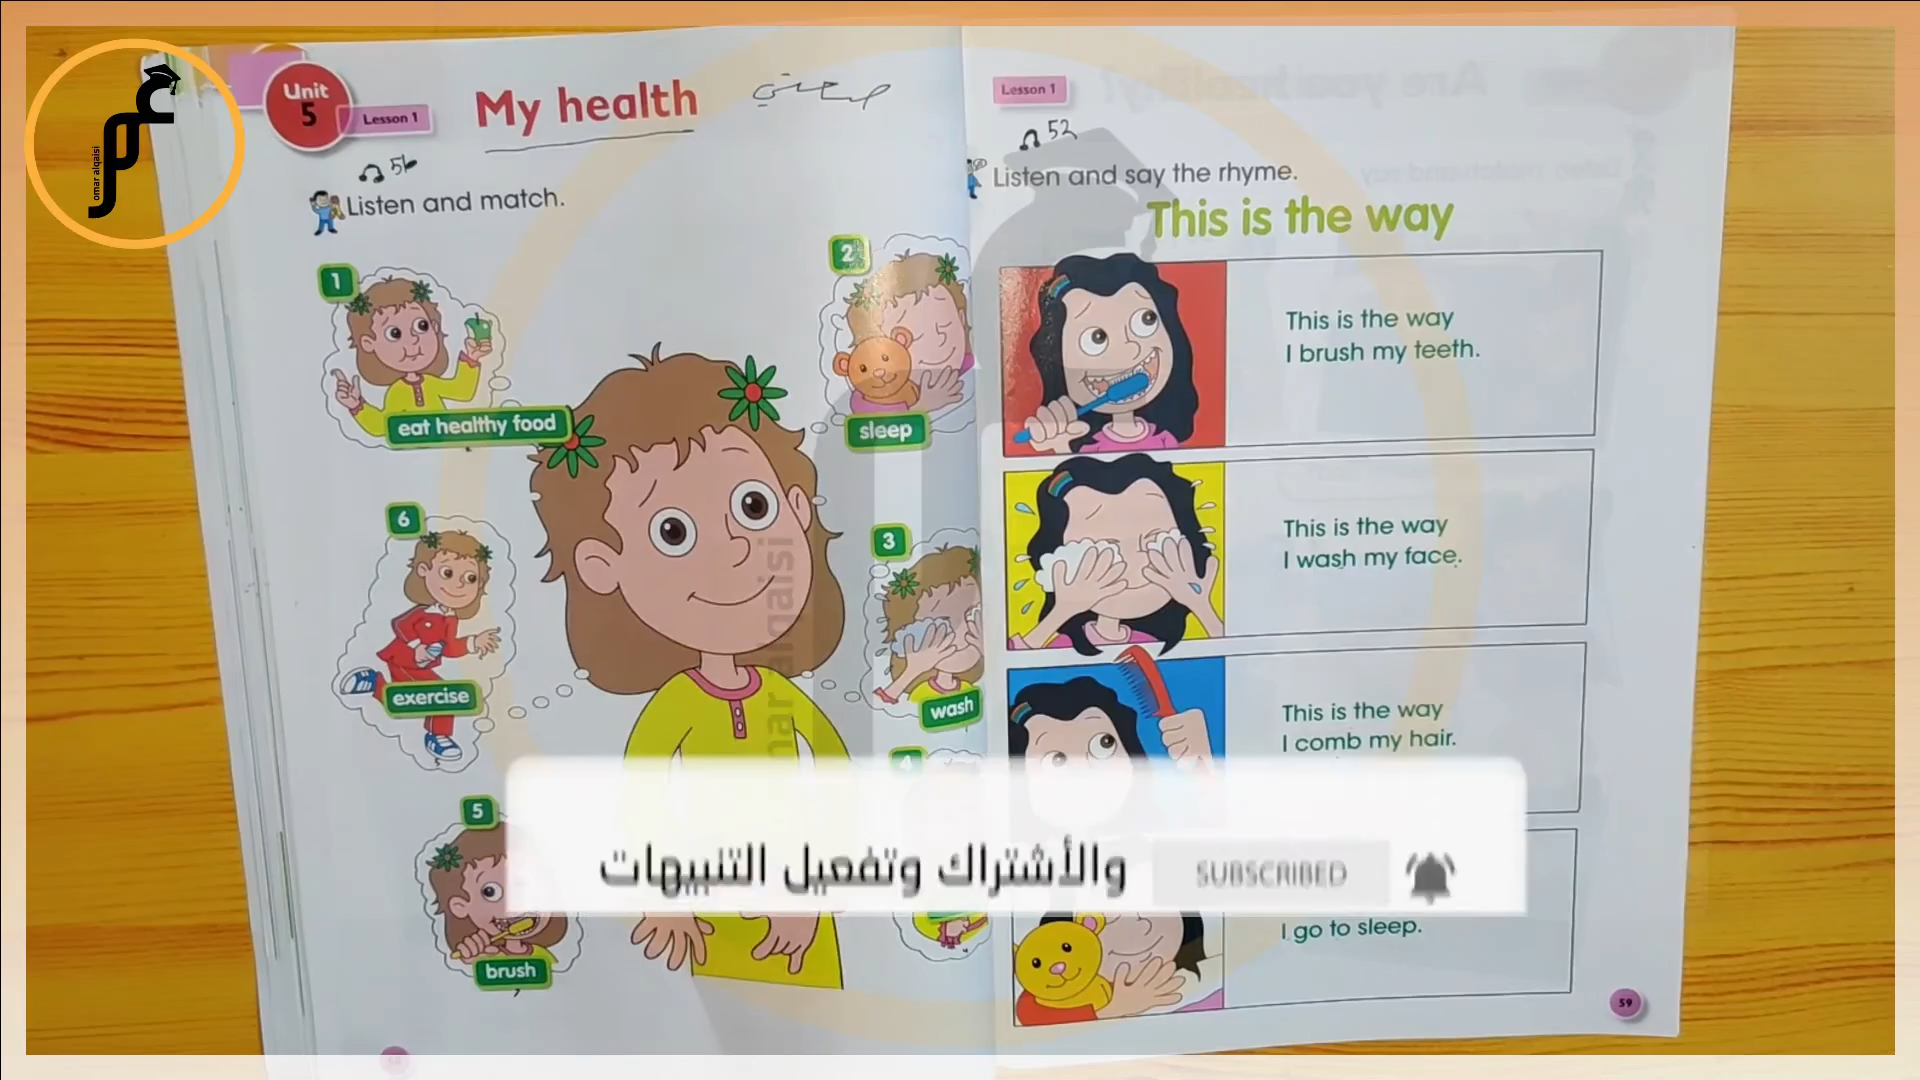 omar alqaisi
Unit
5
Lesson 1
My health
صحتي
56
Listen and match.
1
eat healthy food
2
sleep
6
exercise
3
wash
4
5
brush
Lesson 1
52
Listen and say the rhyme.
This is the way
This is the way
I brush my teeth.
This is the way
I wash my face.
This is the way
I comb my hair.
I go to sleep.
59
والأشتراك وتفعيل التنبيهات
SUBSCRIBED